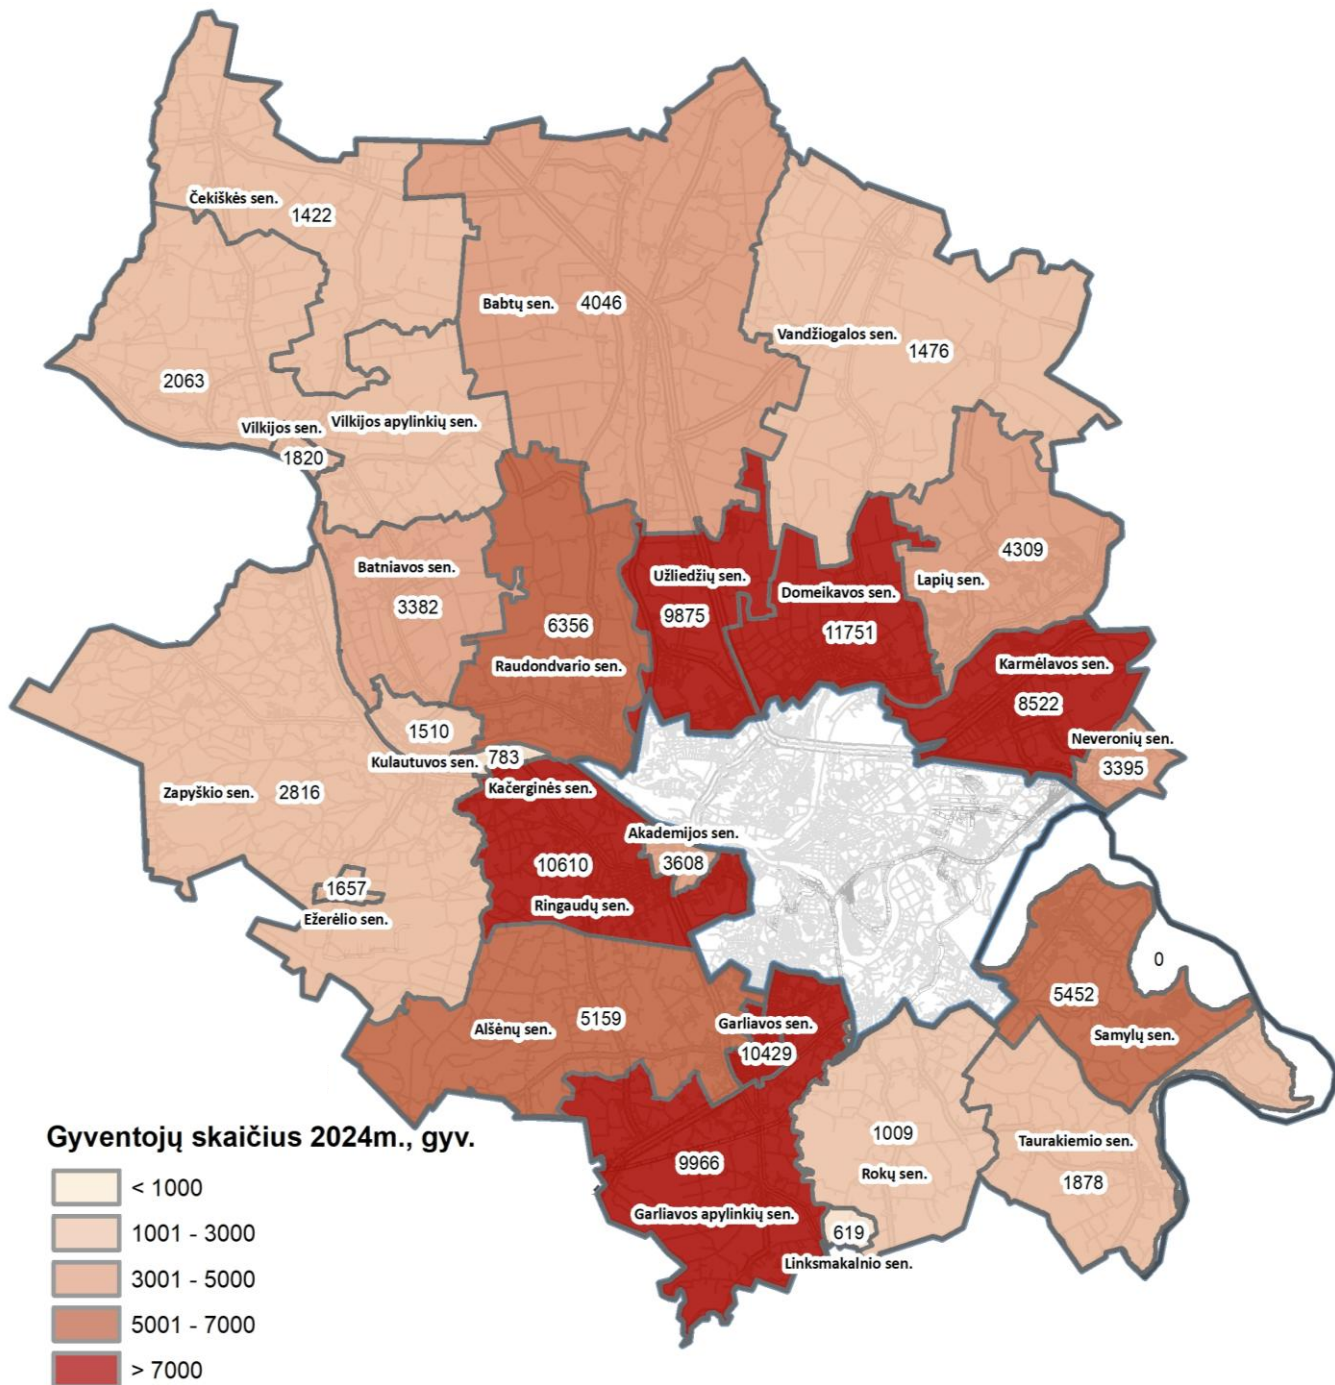 Čekiškės sen.
1422
Babtų sen.
4046
Vandžiogalos sen.
1476
2063
Vilkijos sen.
Vilkijos apylinkių sen.
1820
Batniavos sen.
3382
6356
Raudondvario sen.
Užliedžių sen.
9875
Domeikavos sen.
11751
4309
Lapių sen.
Karmėlavos sen.
8522
Neveronių sen.
3395
1510
Kulautuvos sen.
783
Kačerginės sen.
Zapyškio sen.
2816
Akademijos sen.
3608
10610
Ringaudų sen.
1657
Ežerėlio sen.
0
5452
Samylų sen.
Alšėnų sen.
5159
Garliavos sen.
10429
1009
Rokų sen.
Taurakiemio sen.
1878
9966
Garliavos apylinkių sen.
619
Linksmakalnio sen.
Gyventojų skaičius 2024m., gyv.
< 1000
1001 - 3000
3001 - 5000
5001 - 7000
> 7000